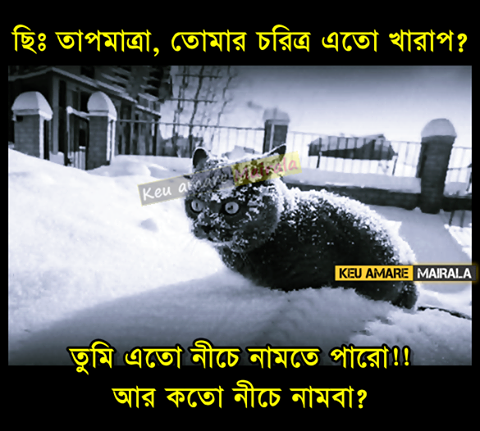 ছিঃ তাপমাত্রা, তোমার চরিত্র এতো খারাপ?
KEU AMARE MAIRALA
তুমি এতো নীচে নামতে পারো!!
আর কতো নীচে নামবা?